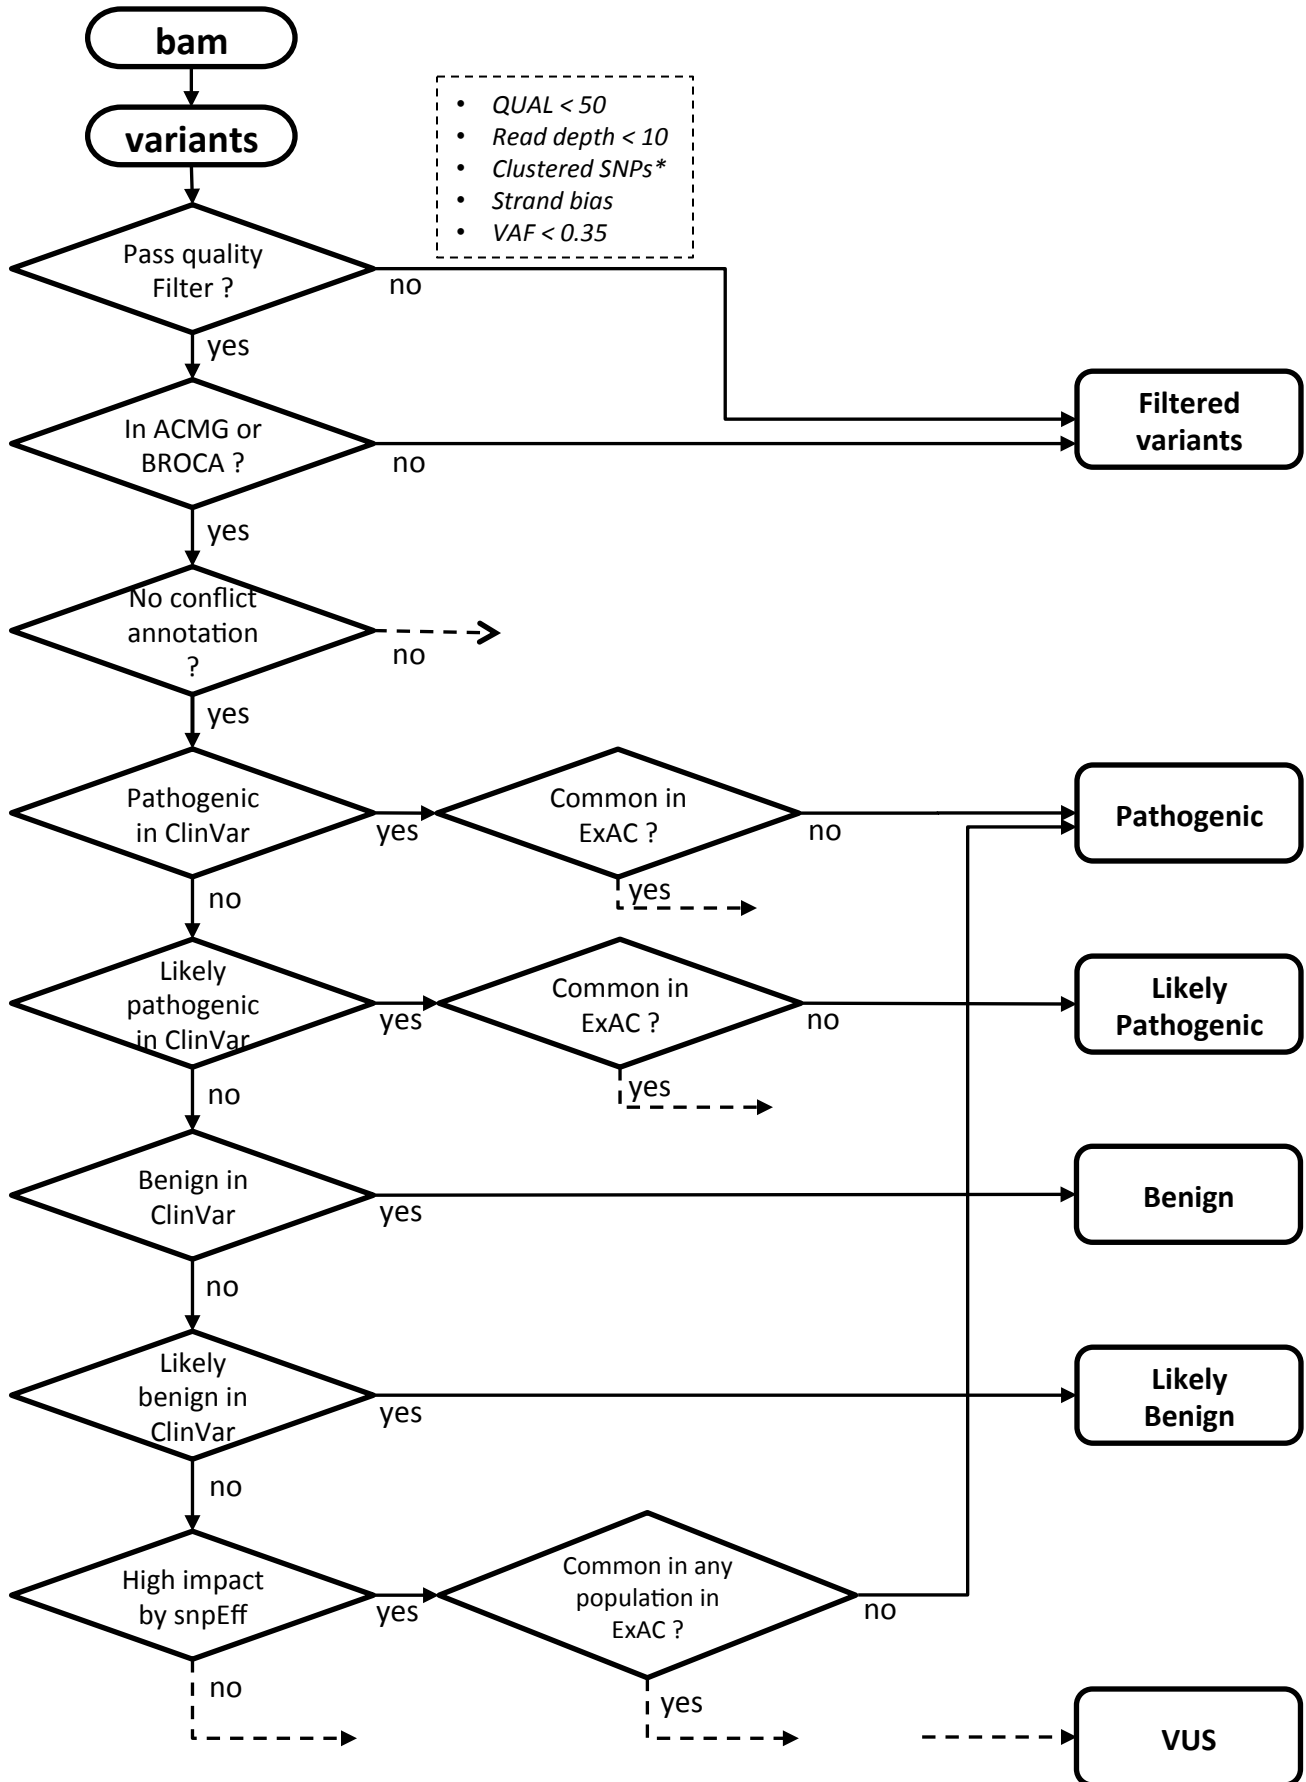 bam
variants
• QUAL < 50
• Read depth < 10
• Clustered SNPs*
• Strand bias
• VAF < 0.35
Pass quality
Filter ?
no
yes
In ACMG or
BROCA ?
no
Filtered
variants
yes
No conflict
annotation
?
no
yes
Pathogenic
in ClinVar
yes
Common in
ExAC ?
no
Pathogenic
yes
no
Likely
pathogenic
in ClinVar
yes
Common in
ExAC ?
no
Likely
Pathogenic
yes
no
Benign in
ClinVar
yes
Benign
no
Likely
benign in
ClinVar
yes
Likely
Benign
no
High impact
by snpEff
yes
Common in any
population in
ExAC ?
no
no
yes
VUS